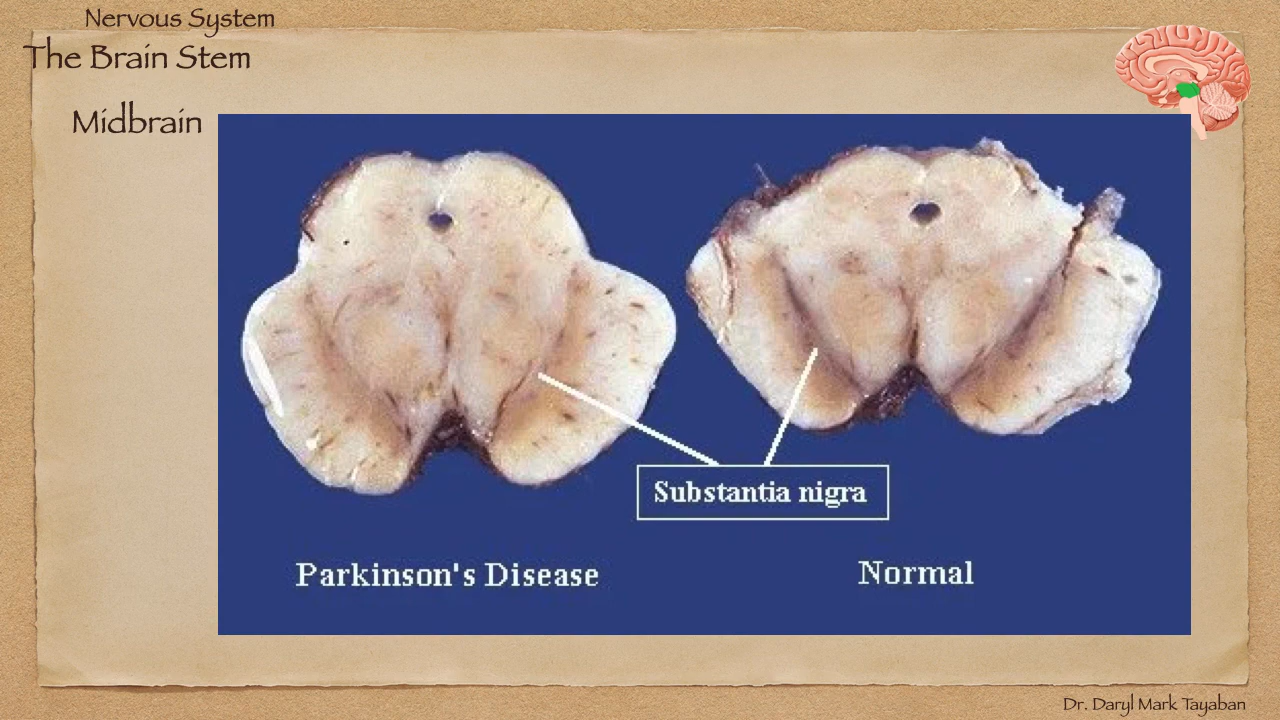 Nervous System
The Brain Stem
Midbrain
Substantia nigra
Parkinson's Disease
Normal
Dr. Daryl Mark Tayaban